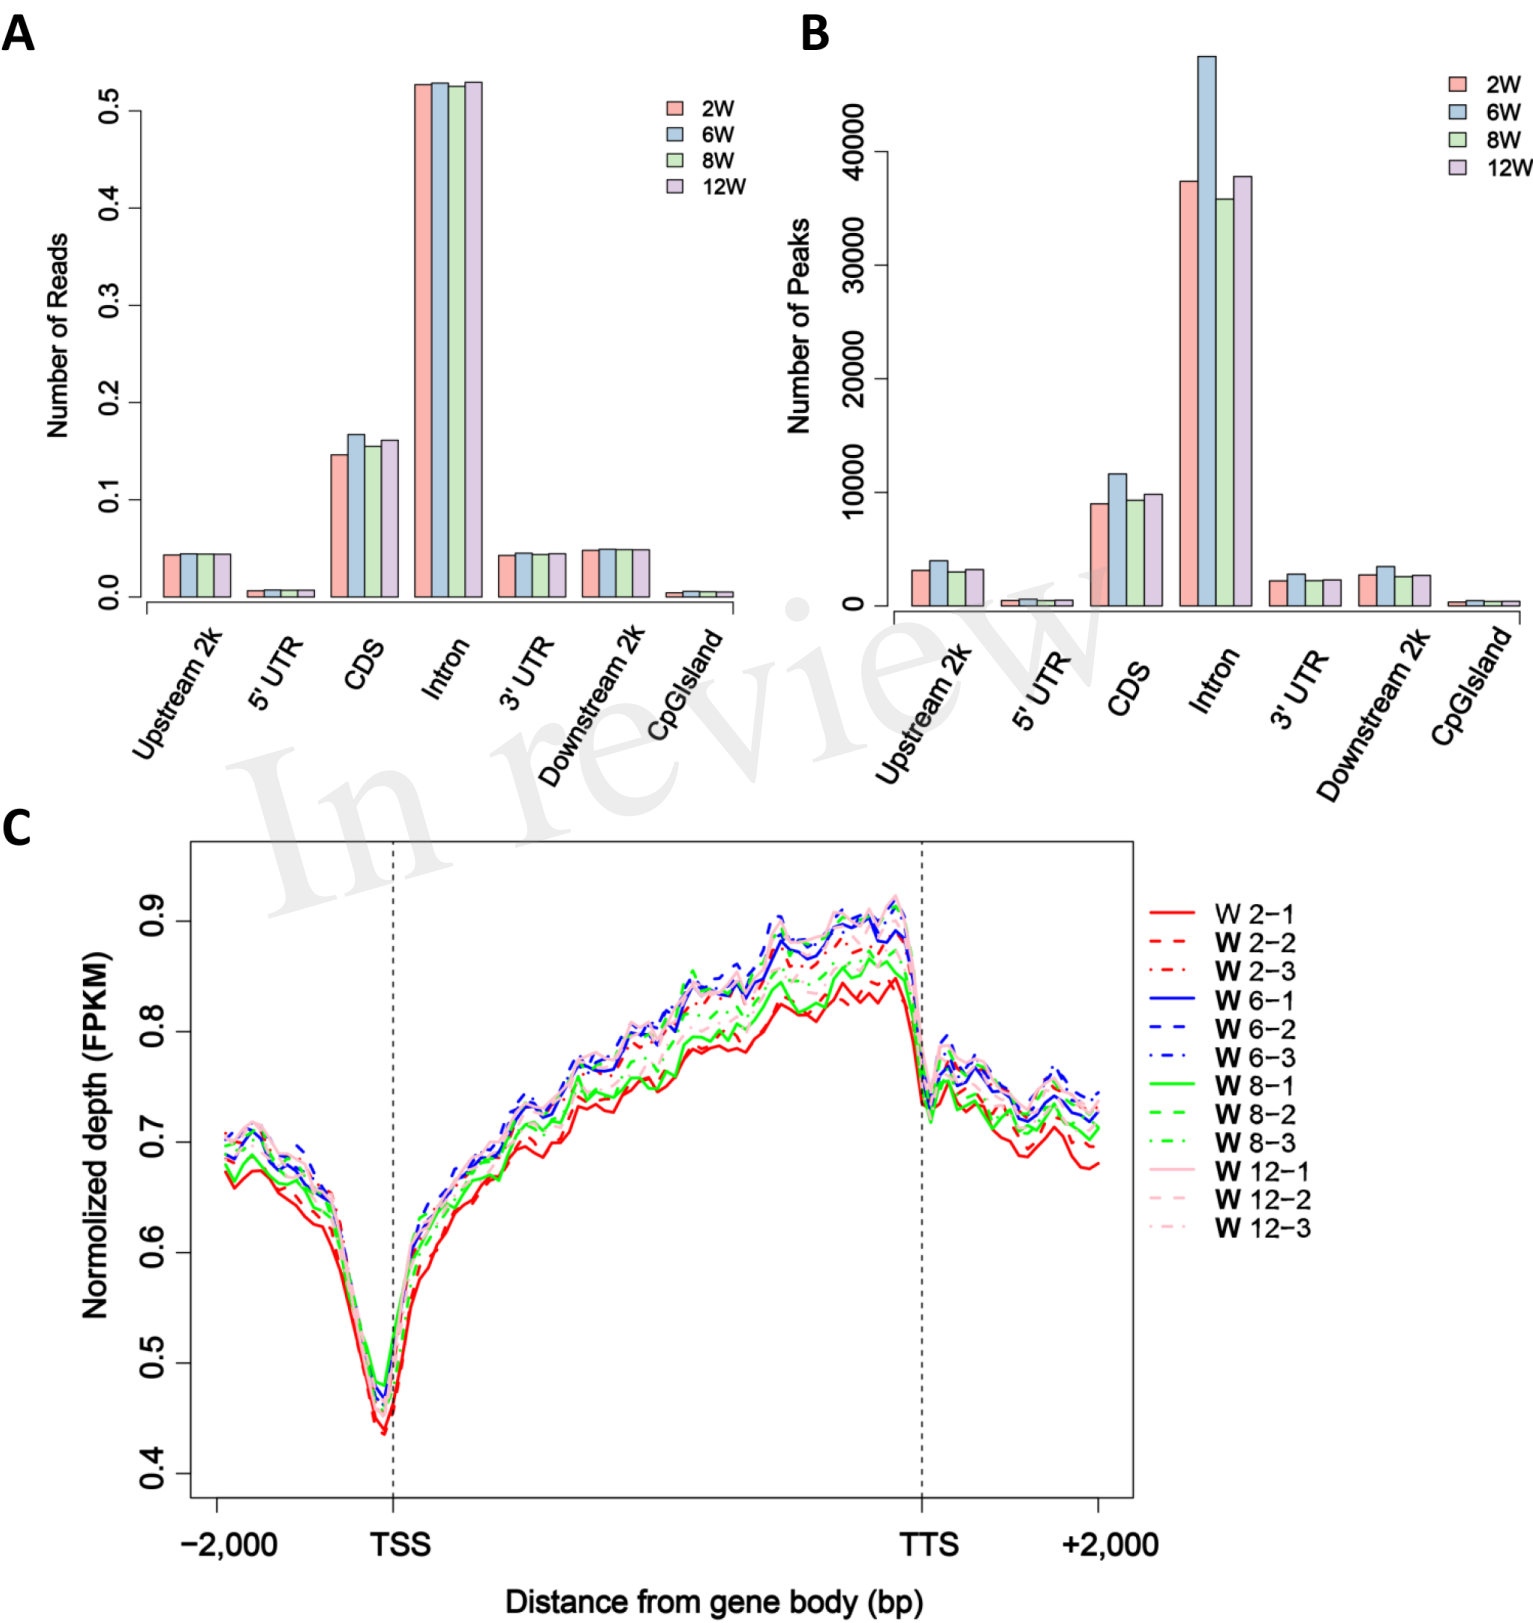 A
Number of Reads
0.5
0.4
0.3
0.2
0.1
0.0
2W
6W
8W
12W
Upstream 2k
5' UTR
CDS
Intron
3' UTR
Downstream 2k
CpGIsland
B
Number of Peaks
40000
30000
20000
10000
0
2W
6W
8W
12W
Upstream 2k
5' UTR
CDS
Intron
3' UTR
Downstream 2k
CpGIsland
In review
C
Normolized depth (FPKM)
0.9
0.8
0.7
0.6
0.5
0.4
−2,000
TSS
TTS
+2,000
Distance from gene body (bp)
W 2−1
W 2−2
W 2−3
W 6−1
W 6−2
W 6−3
W 8−1
W 8−2
W 8−3
W 12−1
W 12−2
W 12−3